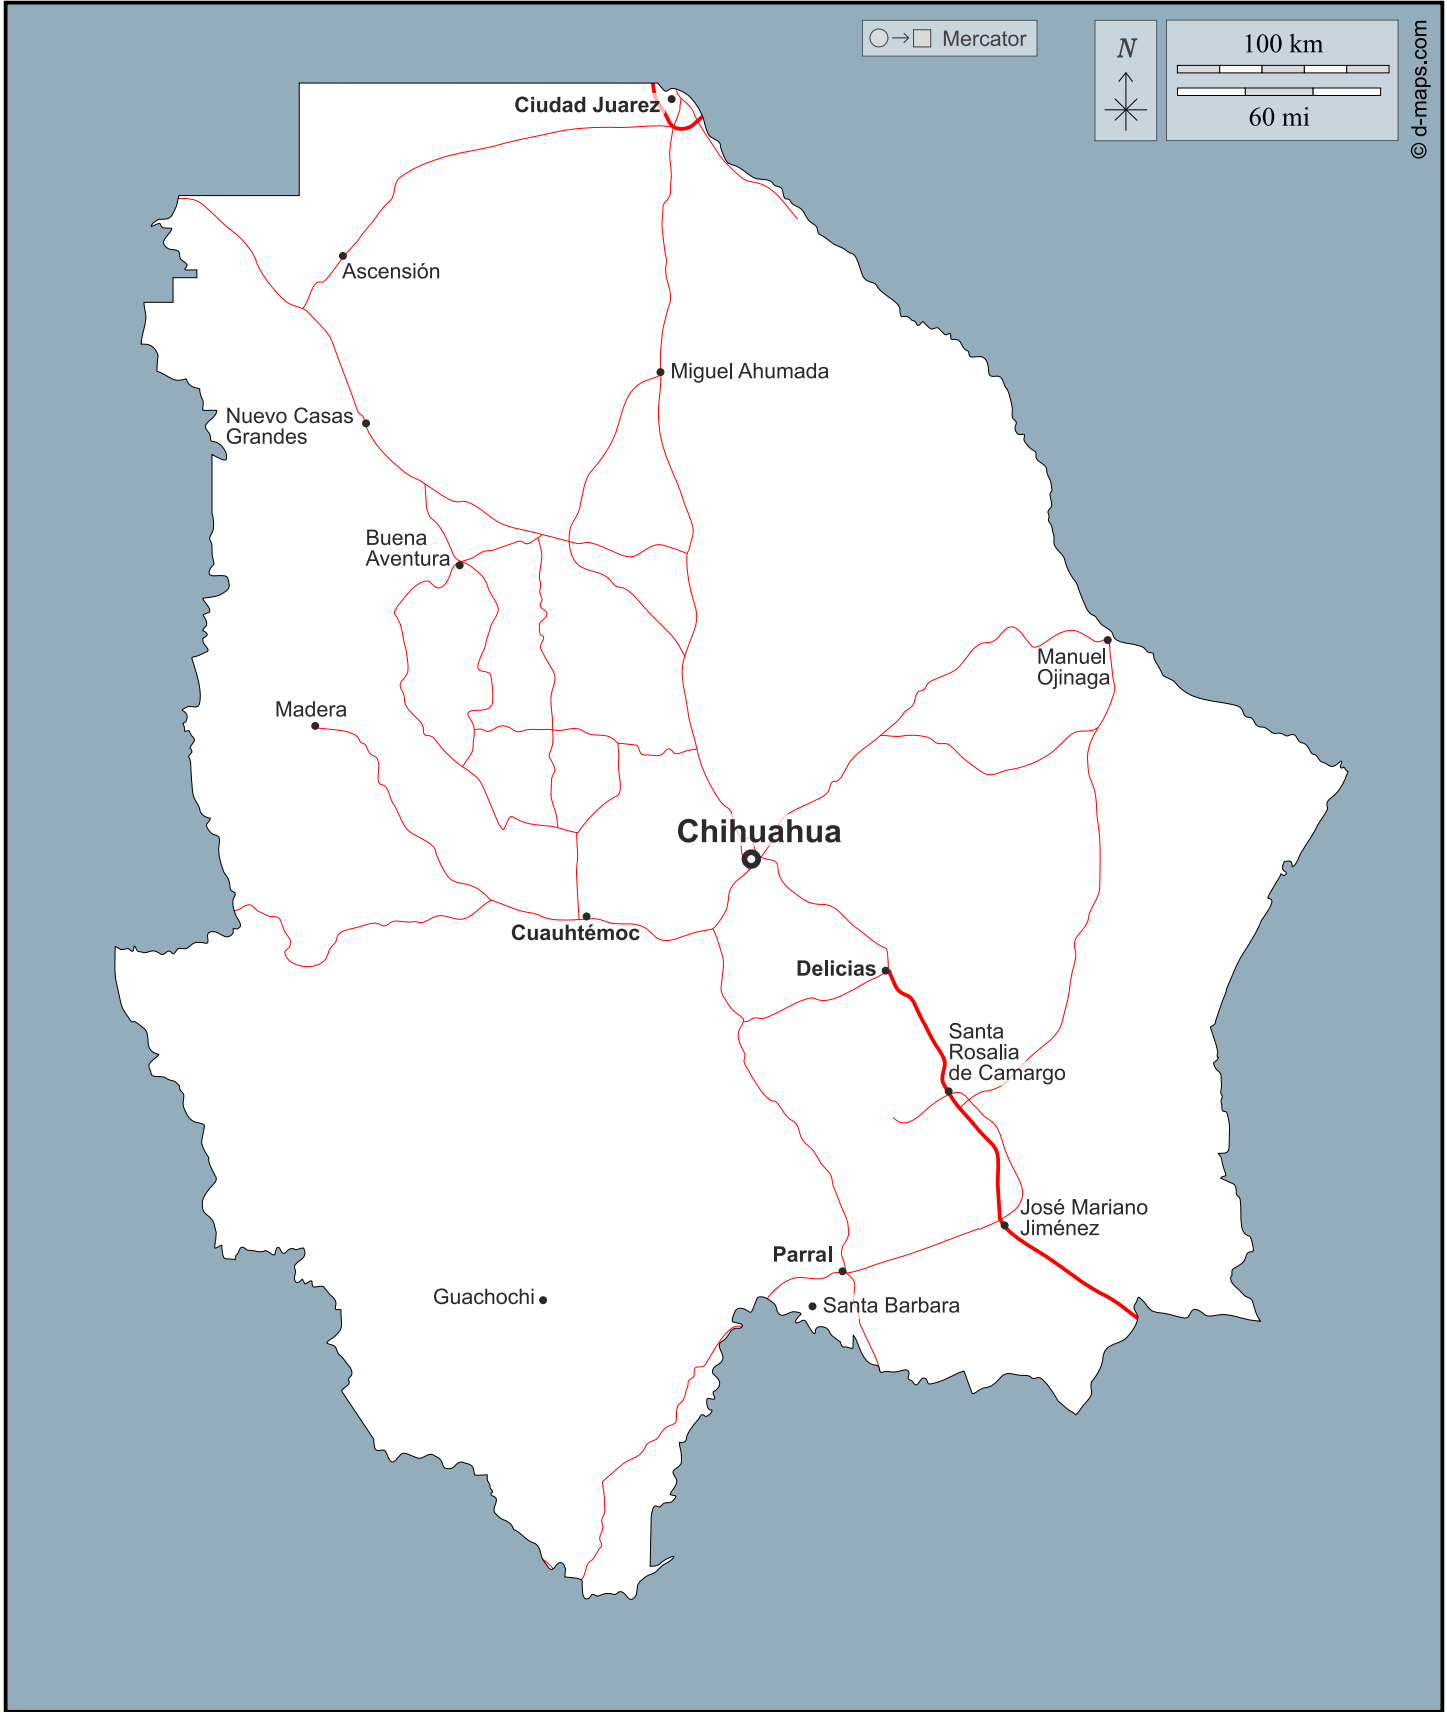 Mercator
N
100 km
60 mi
© d-maps.com
Ciudad Juarez
Ascensión
Miguel Ahumada
Nuevo Casas
Grandes
Buena
Aventura
Manuel
Ojinaga
Madera
Chihuahua
Cuauhtémoc
Delicias
Santa
Rosalia
de Camargo
José Mariano
Jiménez
Parral
Guachochi
Santa Barbara